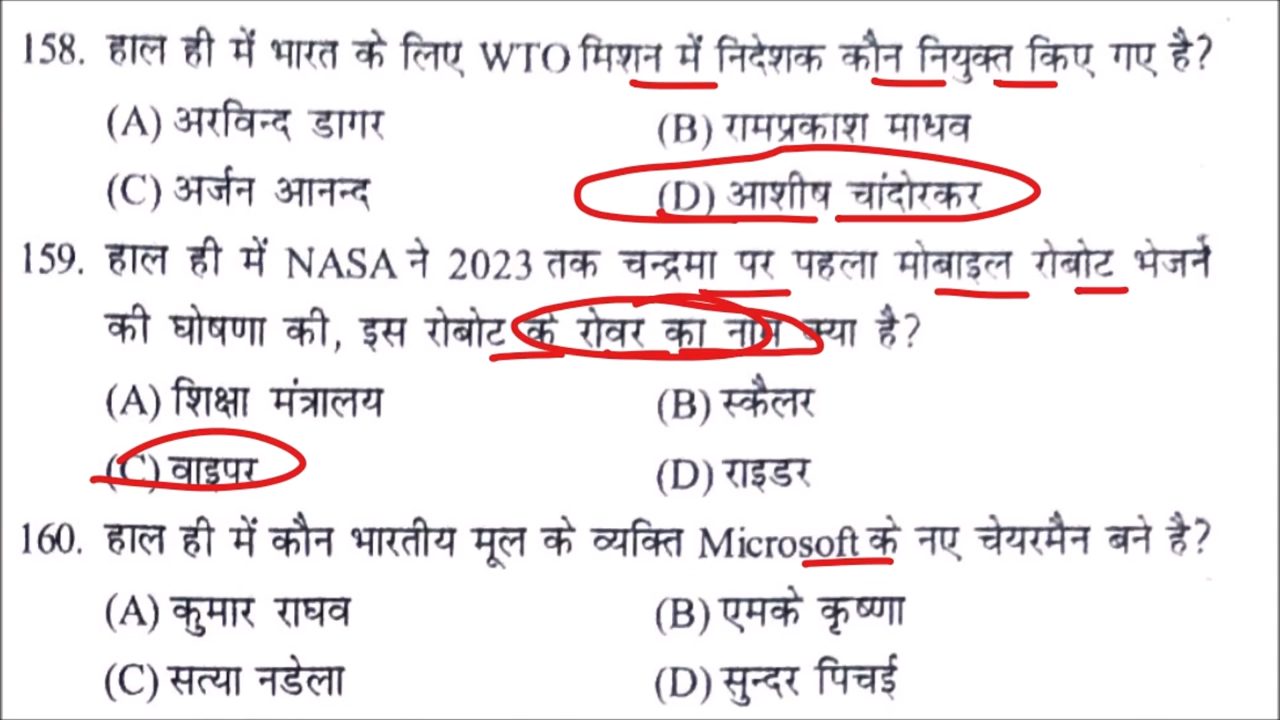 158. हाल ही में भारत के लिए WTO मिशन में निदेशक कौन नियुक्त किए गए है?
(A) अरविन्द डागर (B) रामप्रकाश माधव
(C) अर्जन आनन्द (D) आशीष चांदोरकर
159. हाल ही में NASA ने 2023 तक चन्द्रमा पर पहला मोबाइल रोबोट भेजने
की घोषणा की, इस रोबोट के रोवर का नाम क्या है?
(A) शिक्षा मंत्रालय (B) स्कैलर
(C) वाइपर (D) राइडर
160. हाल ही में कौन भारतीय मूल के व्यक्ति Microsoft के नए चेयरमैन बने है?
(A) कुमार राघव (B) एमके कृष्णा
(C) सत्या नडेला (D) सुन्दर पिचई